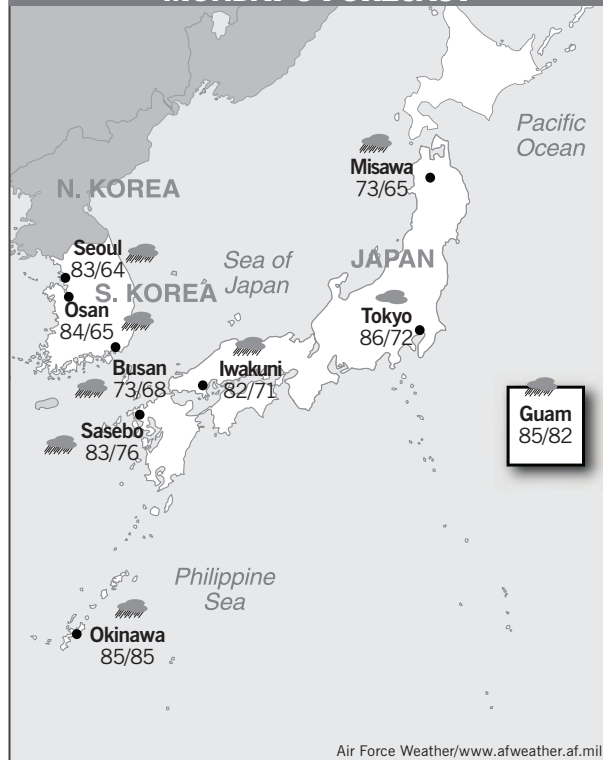 Pacific
Ocean
Misawa
73/65
N. KOREA
Seoul
83/64
Sea of
Japan
JAPAN
S. KOREA
Osan
84/65
Tokyo
86/72
Busan
73/68
Iwakuni
82/71
Guam
85/82
Sasebo
83/76
Philippine
Sea
Okinawa
85/85
Air Force Weather/www.afweather.af.mil